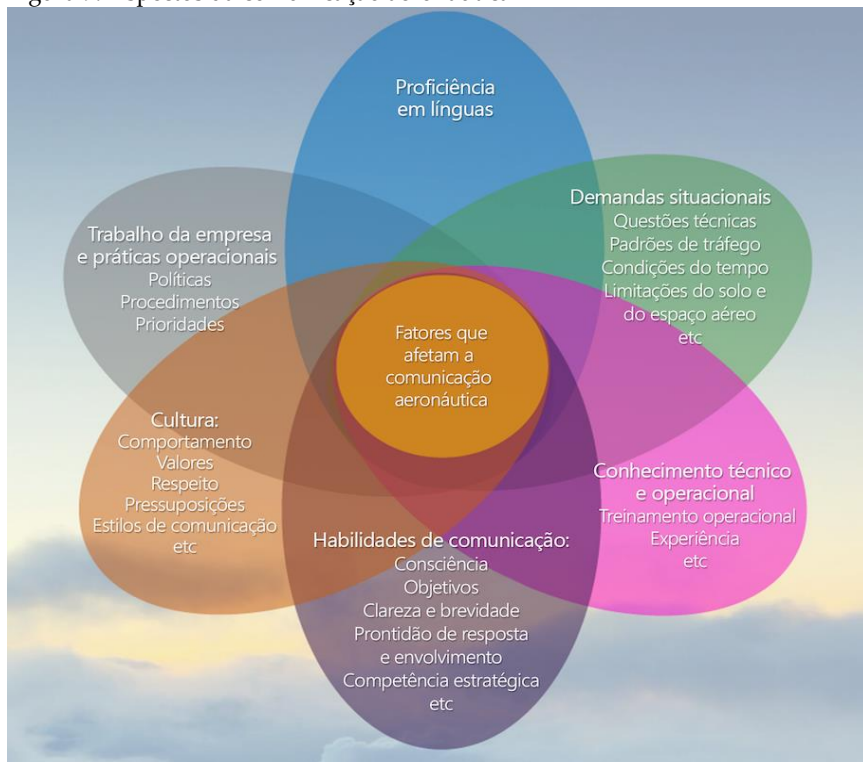 Proficiência
em línguas
Demandas situacionais
Questões técnicas
Padrões de tráfego
Condições do tempo
Limitações do solo e
do espaço aéreo
etc
Trabalho da empresa
e práticas operacionais
Políticas
Procedimentos
Prioridades
Fatores que
afetam a
comunicação
aeronáutica
Cultura:
Comportamento
Valores
Respeito
Pressuposições
Estilos de comunicação
etc
Conhecimento técnico
e operacional
Treinamento operacional
Experiência
etc
Habilidades de comunicação:
Consciência
Objetivos
Clareza e brevidade
Prontidão de resposta
e envolvimento
Competência estratégica
etc